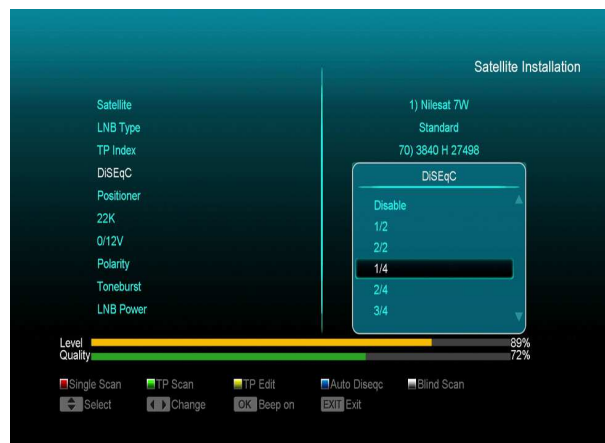 Satellite Installation
Satellite 1) Nilesat 7W
LNB Type Standard
TP Index 70) 3840 H 27498
DiSEqC
Positioner
22K
0/12V
Polarity
Toneburst
LNB Power
DiSEqC
Disable
1/2
2/2
1/4
2/4
3/4
Level 89%
Quality 72%
Single Scan TP Scan TP Edit Auto Diseqc Blind Scan
Select Change OK Beep on EXIT Exit